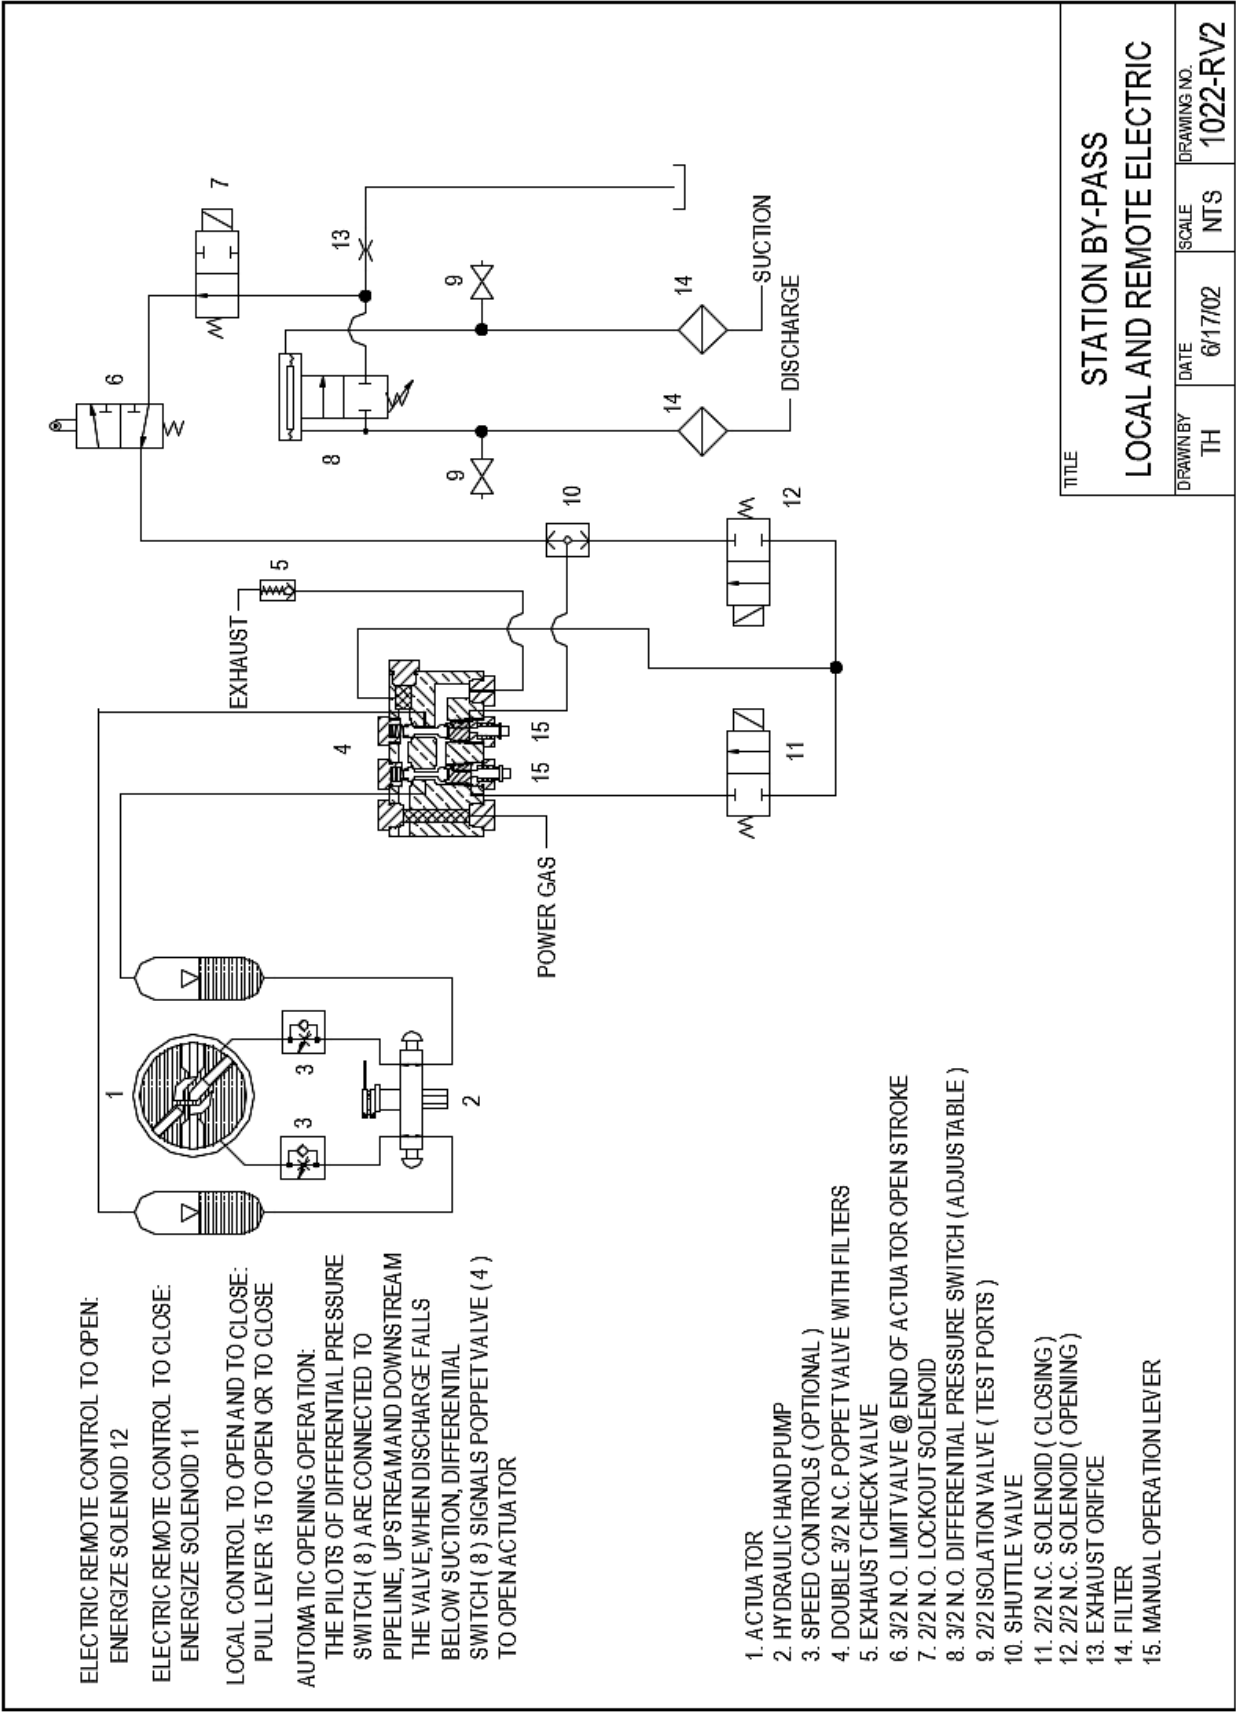 ELECTRIC REMOTE CONTROL TO OPEN:
ENERGIZE SOLENOID 12
ELECTRIC REMOTE CONTROL TO CLOSE:
ENERGIZE SOLENOID 11
LOCAL CONTROL TO OPEN AND TO CLOSE:
PULL LEVER 15 TO OPEN OR TO CLOSE
AUTOMATIC OPENING OPERATION:
THE PILOTS OF DIFFERENTIAL PRESSURE
SWITCH ( 8 ) ARE CONNECTED TO
PIPELINE, UPSTREAM AND DOWNSTREAM
THE VALVE,WHEN DISCHARGE FALLS
BELOW SUCTION, DIFFERENTIAL
SWITCH ( 8 ) SIGNALS POPPET VALVE ( 4 )
TO OPEN ACTUATOR
1. ACTUATOR
2. HYDRAULIC HAND PUMP
3. SPEED CONTROLS ( OPTIONAL )
4. DOUBLE 3/2 N.C. POPPET VALVE WITH FILTERS
5. EXHAUST CHECK VALVE
6. 3/2 N.O. LIMIT VALVE @ END OF ACTUATOR OPEN STROKE
7. 2/2 N.O. LOCKOUT SOLENOID
8. 3/2 N.O. DIFFERENTIAL PRESSURE SWITCH ( ADJUSTABLE )
9. 2/2 ISOLATION VALVE ( TEST PORTS )
10. SHUTTLE VALVE
11. 2/2 N.C. SOLENOID ( CLOSING )
12. 2/2 N.C. SOLENOID ( OPENING )
13. EXHAUST ORIFICE
14. FILTER
15. MANUAL OPERATION LEVER
1
3
3
2
4
EXHAUST
5
15
15
POWER GAS
10
11
12
6
7
8
9
9
13
14
14
SUCTION
DISCHARGE
TITLE
STATION BY-PASS
LOCAL AND REMOTE ELECTRIC
DRAWN BY
TH
DATE
6/17/02
SCALE
NTS
DRAWING NO.
1022-RV2